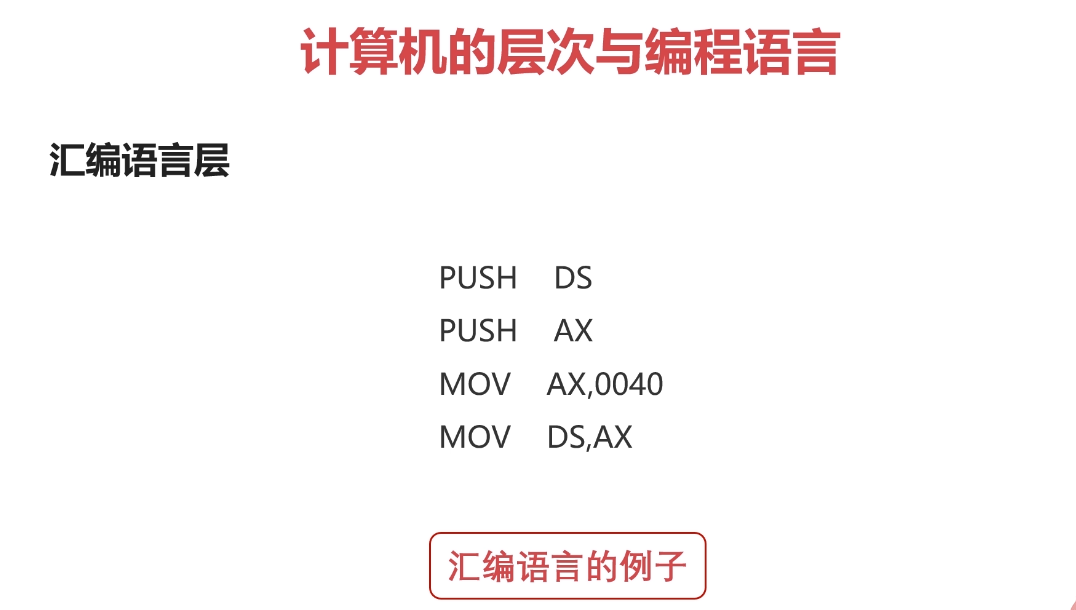 计算机的层次与编程语言
汇编语言层
PUSH DS
PUSH AX
MOV AX,0040
MOV DS,AX
汇编语言的例子